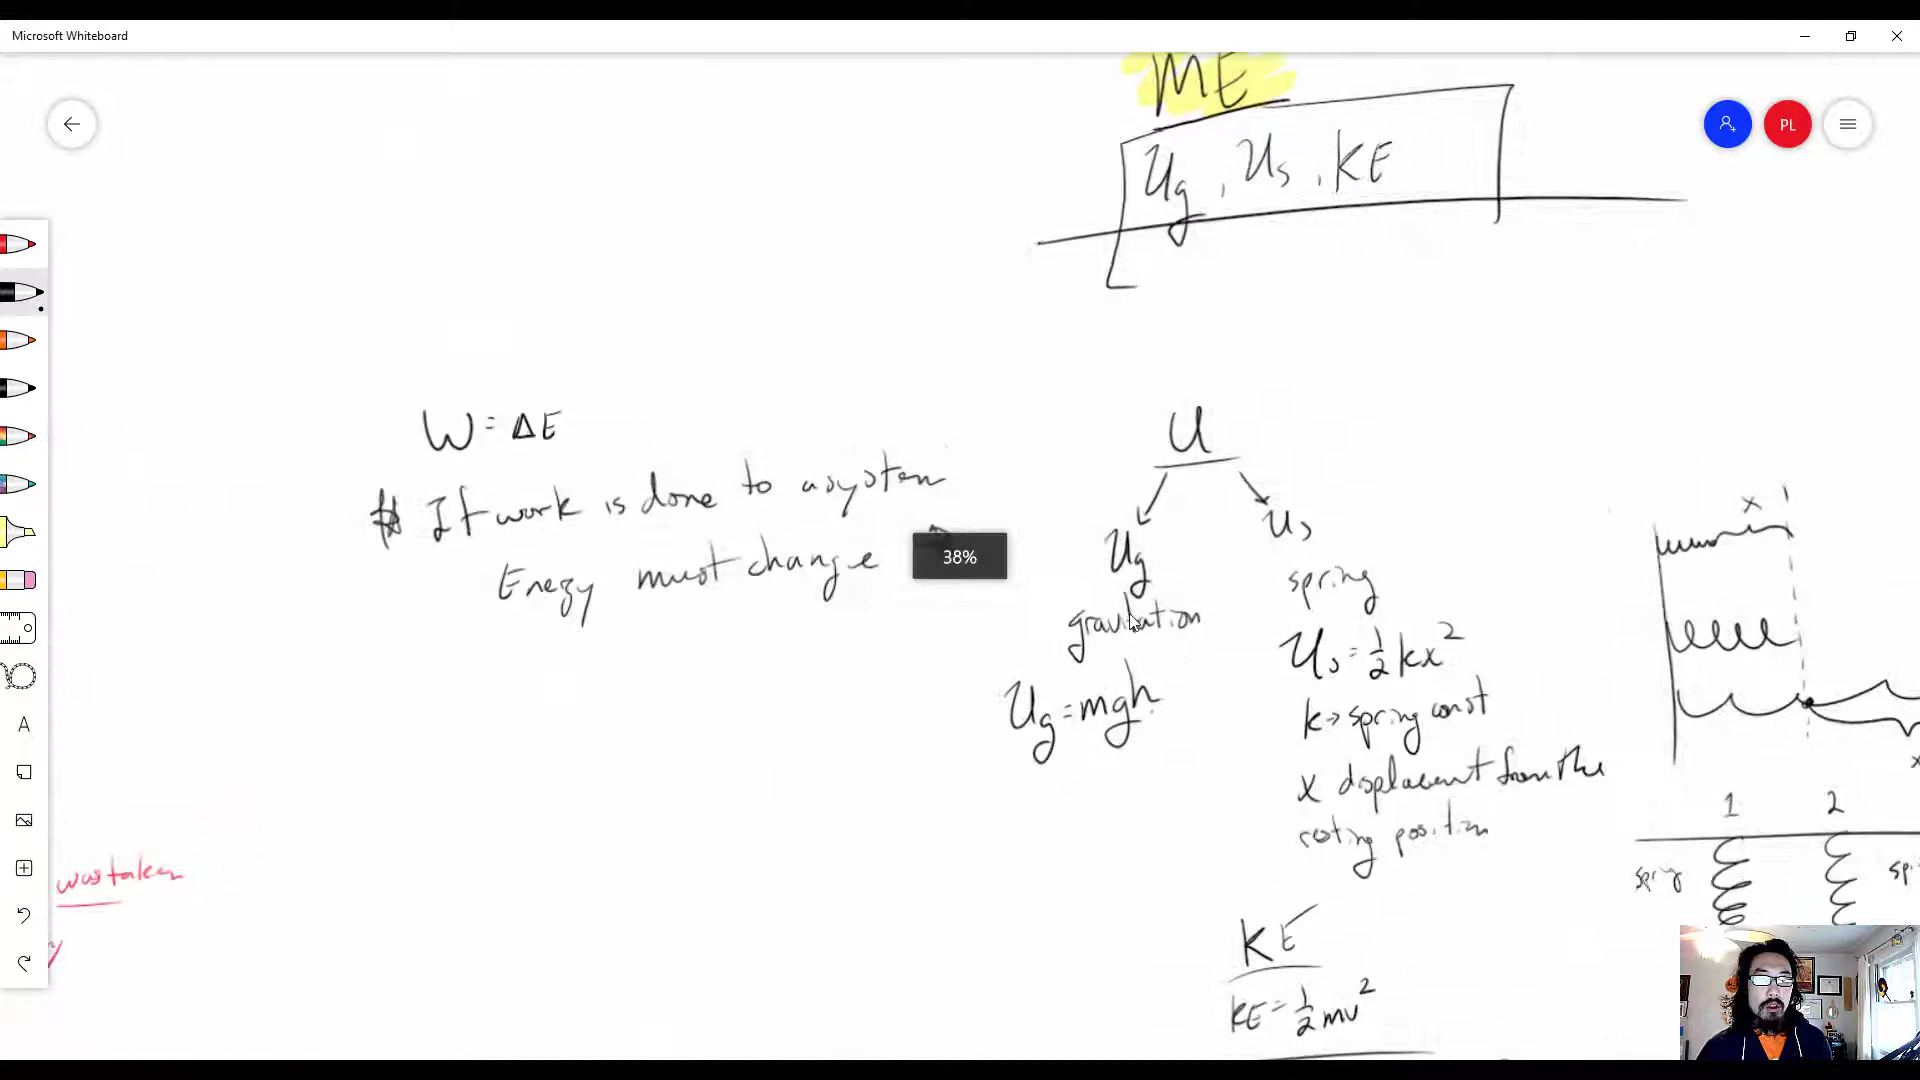 Microsoft Whiteboard
ME
Ug, Us, KE
PL
W = ΔE
If work is done to a system
Energy must change
38%
U
Ug
Us
gravitation
spring
Ug = mgh
Us = ½kx²
k → spring const
x displacement from the
resting position
x
1 2
spring
was taken
KE
KE = ½mv²
A